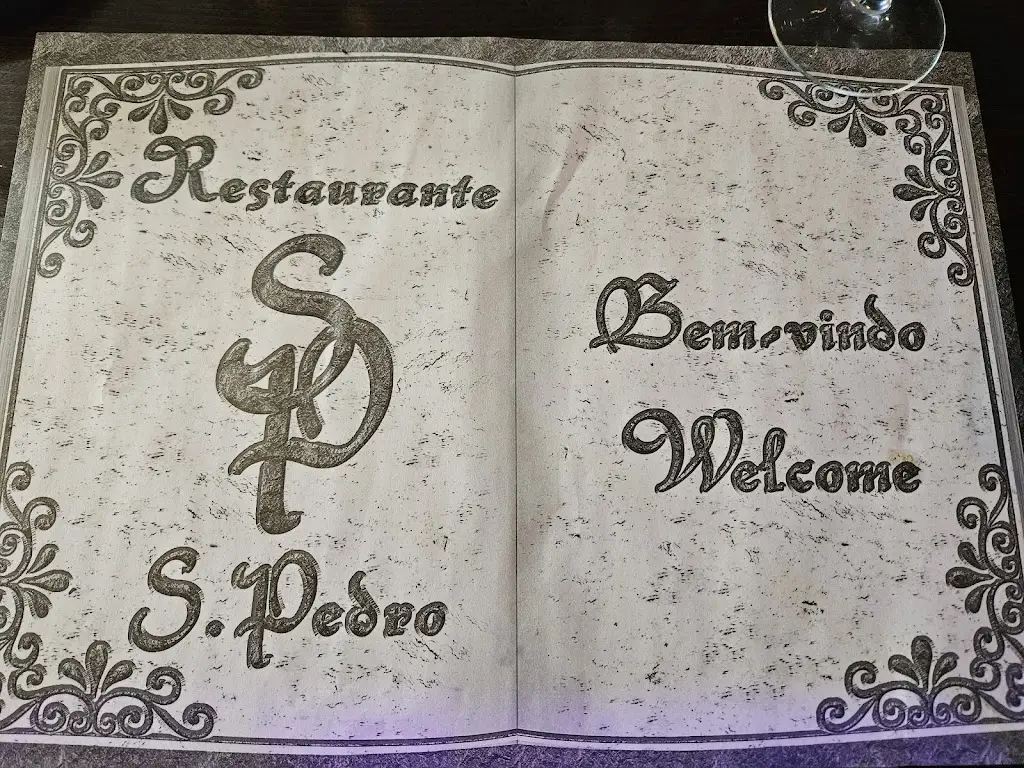 Restaurante
SP
S. Pedro
Bem-vindo
Welcome